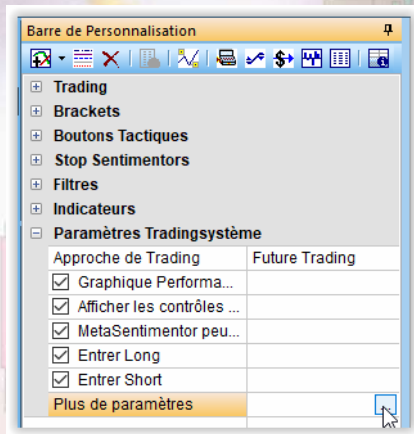 Barre de Personnalisation
Trading
Brackets
Boutons Tactiques
Stop Sentimentors
Filtres
Indicateurs
Paramètres Tradingsystème
Approche de Trading Future Trading
Graphique Performa...
Afficher les contrôles ...
MetaSentimentor peu...
Entrer Long
Entrer Short
Plus de paramètres ...